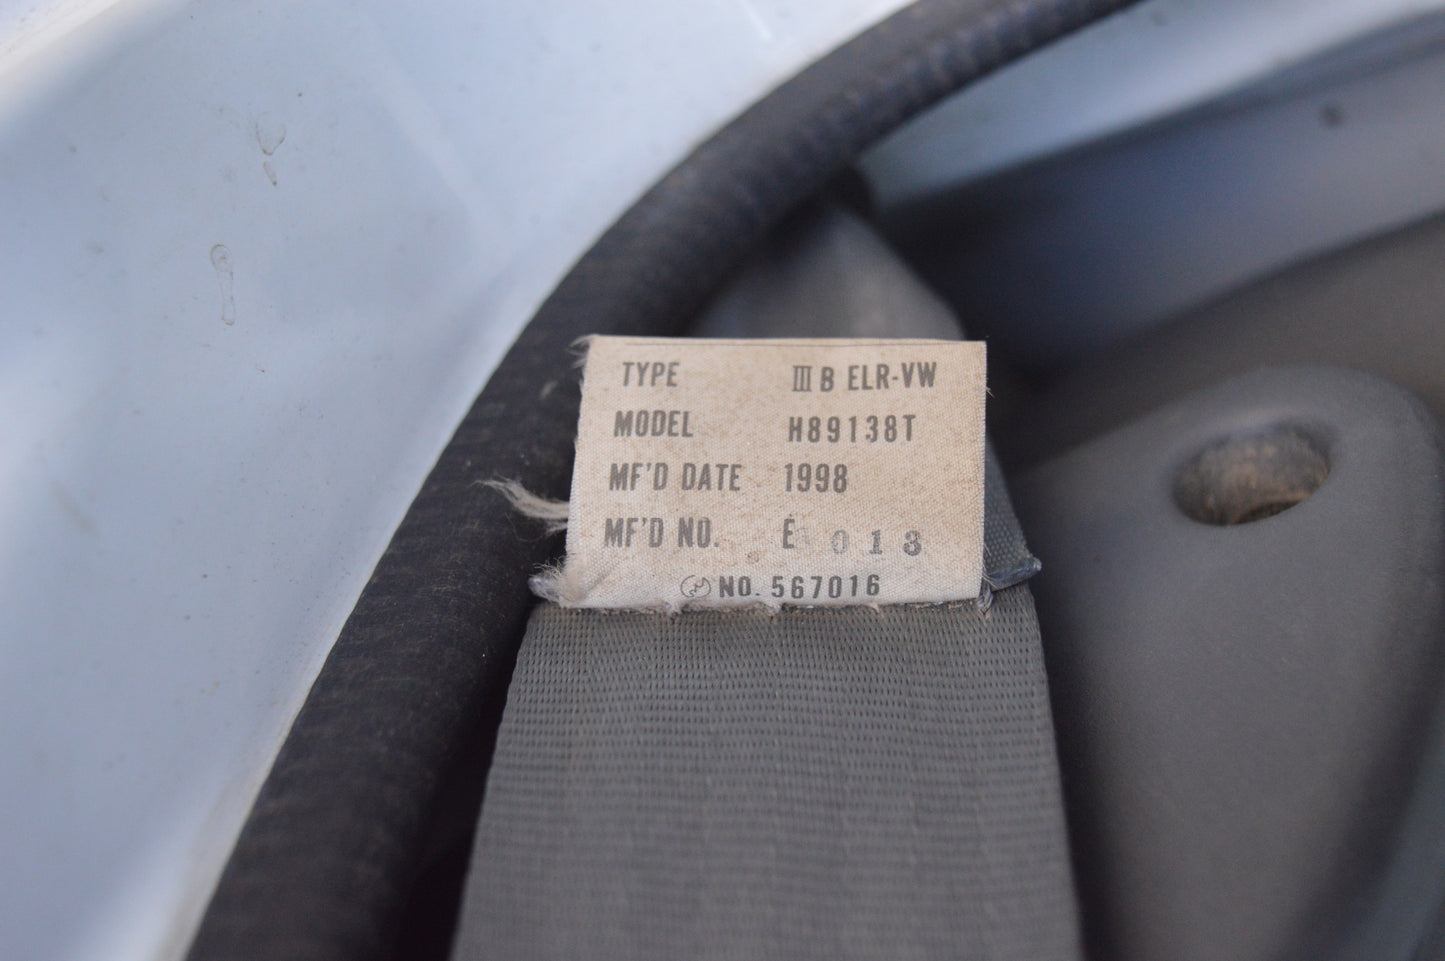 TYPE III B ELR-VW
MODEL H89138T
MF'D DATE 1998
MF'D NO. E 013
NO. 567016